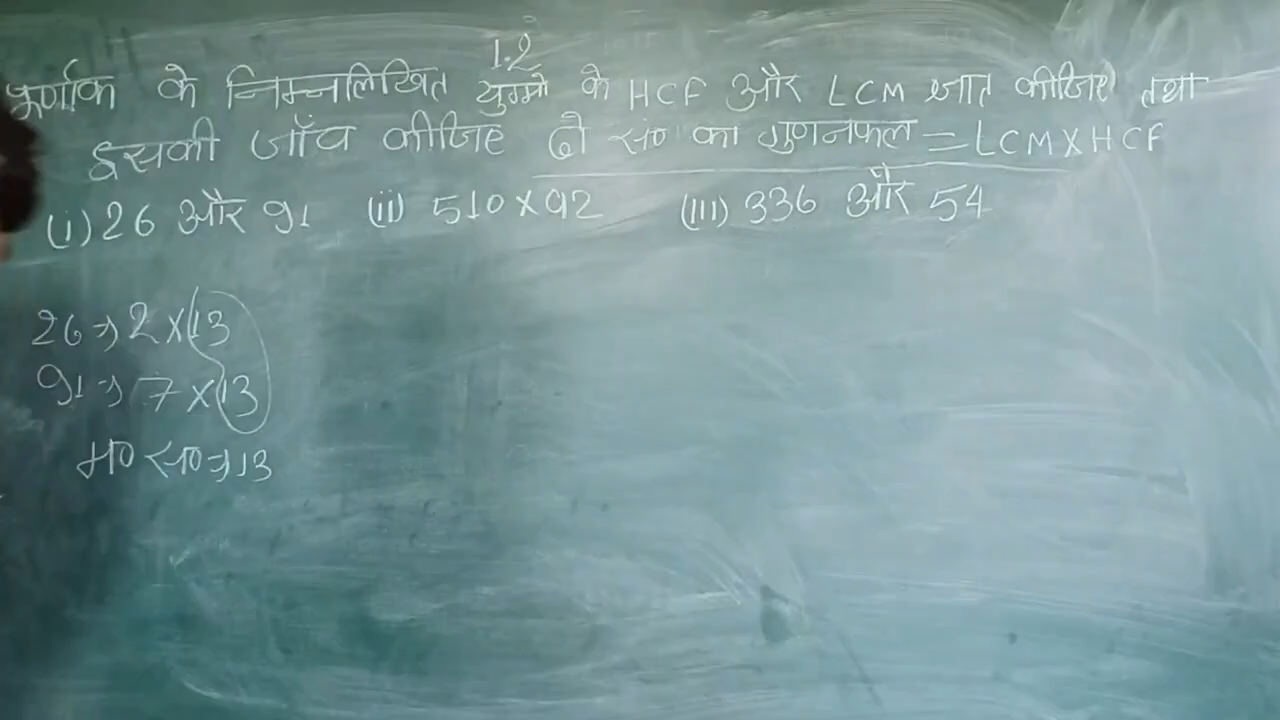 1.2
पूर्णांक के निम्नलिखित युग्मो के HCF और LCM ज्ञात कीजिए तथा
इसकी जाँच कीजिए दो सं० का गुणनफल = LCM X HCF
(i) 26 और 91 (ii) 510 X 92 (III) 336 और 54
26 ⇒ 2 X 13
91 ⇒ 7 X 13
म० स० ⇒ 13